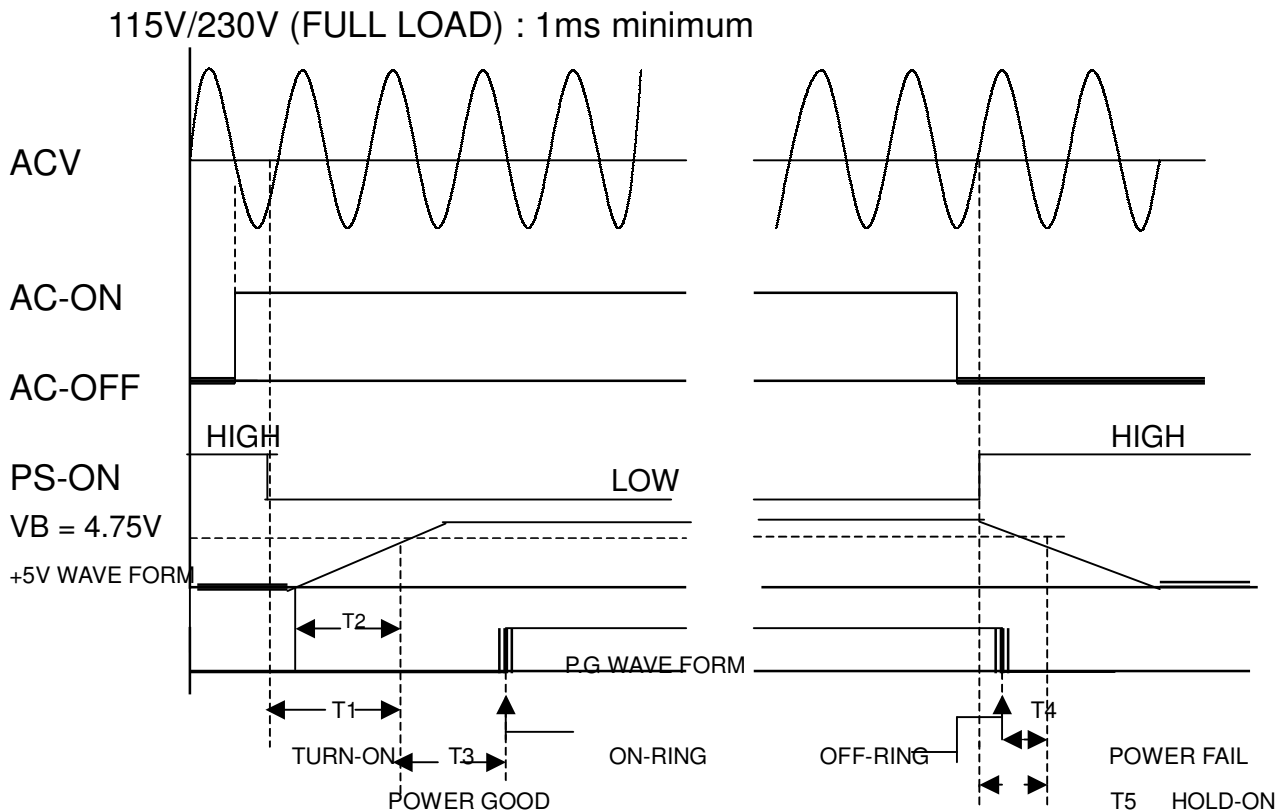 115V/230V (FULL LOAD) : 1ms minimum
ACV
AC-ON
AC-OFF
HIGH
HIGH
PS-ON
LOW
VB = 4.75V
+5V WAVE FORM
T2
P.G WAVE FORM
T1
T4
TURN-ON
T3
ON-RING
OFF-RING
POWER FAIL
POWER GOOD
T5
HOLD-ON